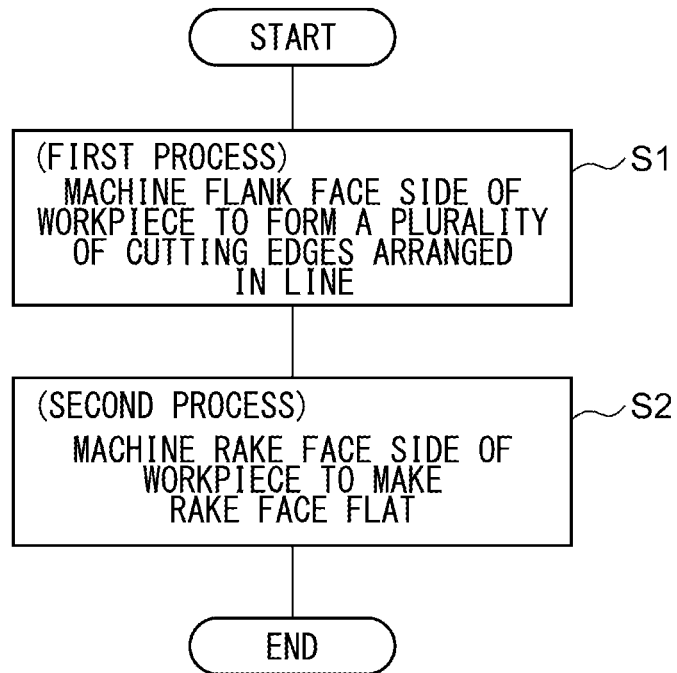 START
(FIRST PROCESS)
MACHINE FLANK FACE SIDE OF
WORKPIECE TO FORM A PLURALITY
OF CUTTING EDGES ARRANGED
IN LINE
S1
(SECOND PROCESS)
MACHINE RAKE FACE SIDE OF
WORKPIECE TO MAKE
RAKE FACE FLAT
S2
END